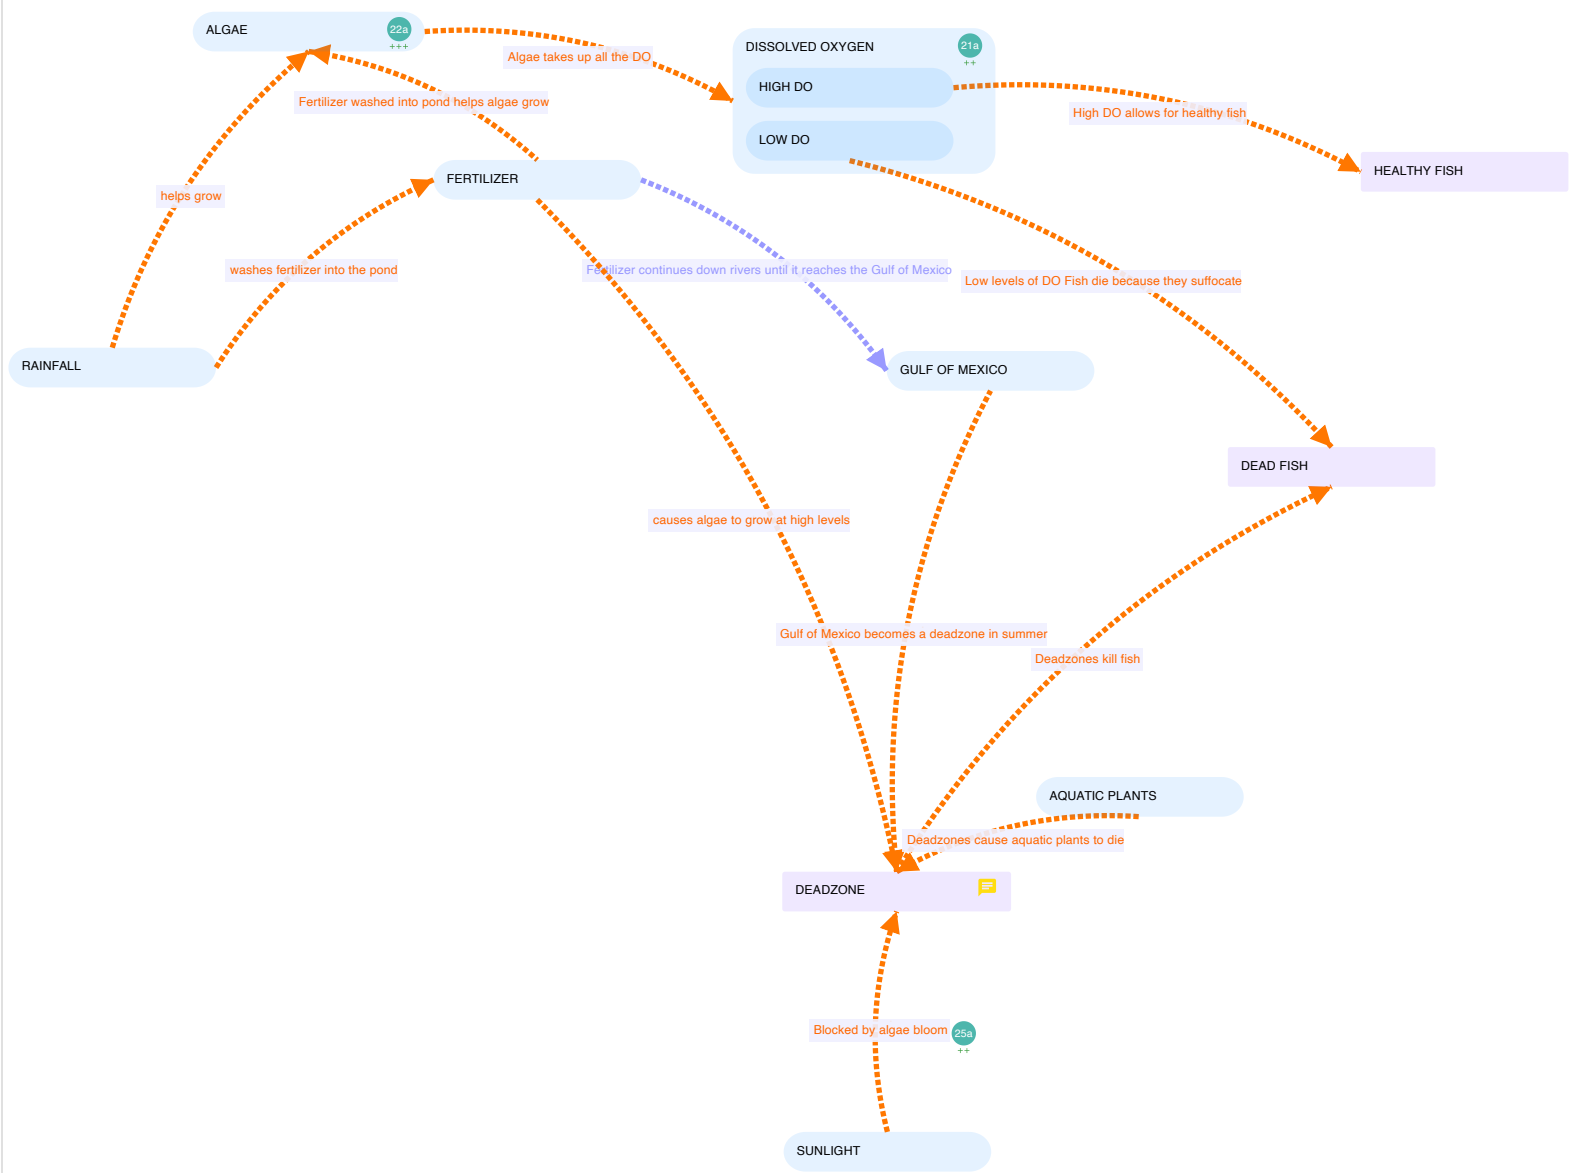 ALGAE
22a
+++
Algae takes up all the DO
DISSOLVED OXYGEN
21a
++
HIGH DO
LOW DO
Fertilizer washed into pond helps algae grow
High DO allows for healthy fish
HEALTHY FISH
FERTILIZER
helps grow
washes fertilizer into the pond
Fertilizer continues down rivers until it reaches the Gulf of Mexico
Low levels of DO Fish die because they suffocate
RAINFALL
GULF OF MEXICO
DEAD FISH
causes algae to grow at high levels
Gulf of Mexico becomes a deadzone in summer
Deadzones kill fish
AQUATIC PLANTS
Deadzones cause aquatic plants to die
DEADZONE
Blocked by algae bloom
25a
++
SUNLIGHT